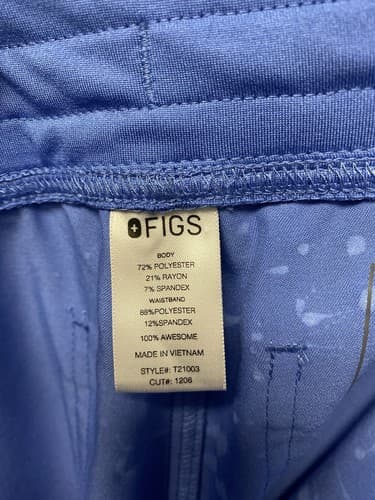 FIGS
BODY
72% POLYESTER
21% RAYON
7% SPANDEX
WAISTBAND
88%POLYESTER
12%SPANDEX
100% AWESOME
MADE IN VIETNAM
STYLE#: T21003
CUT#: 1206